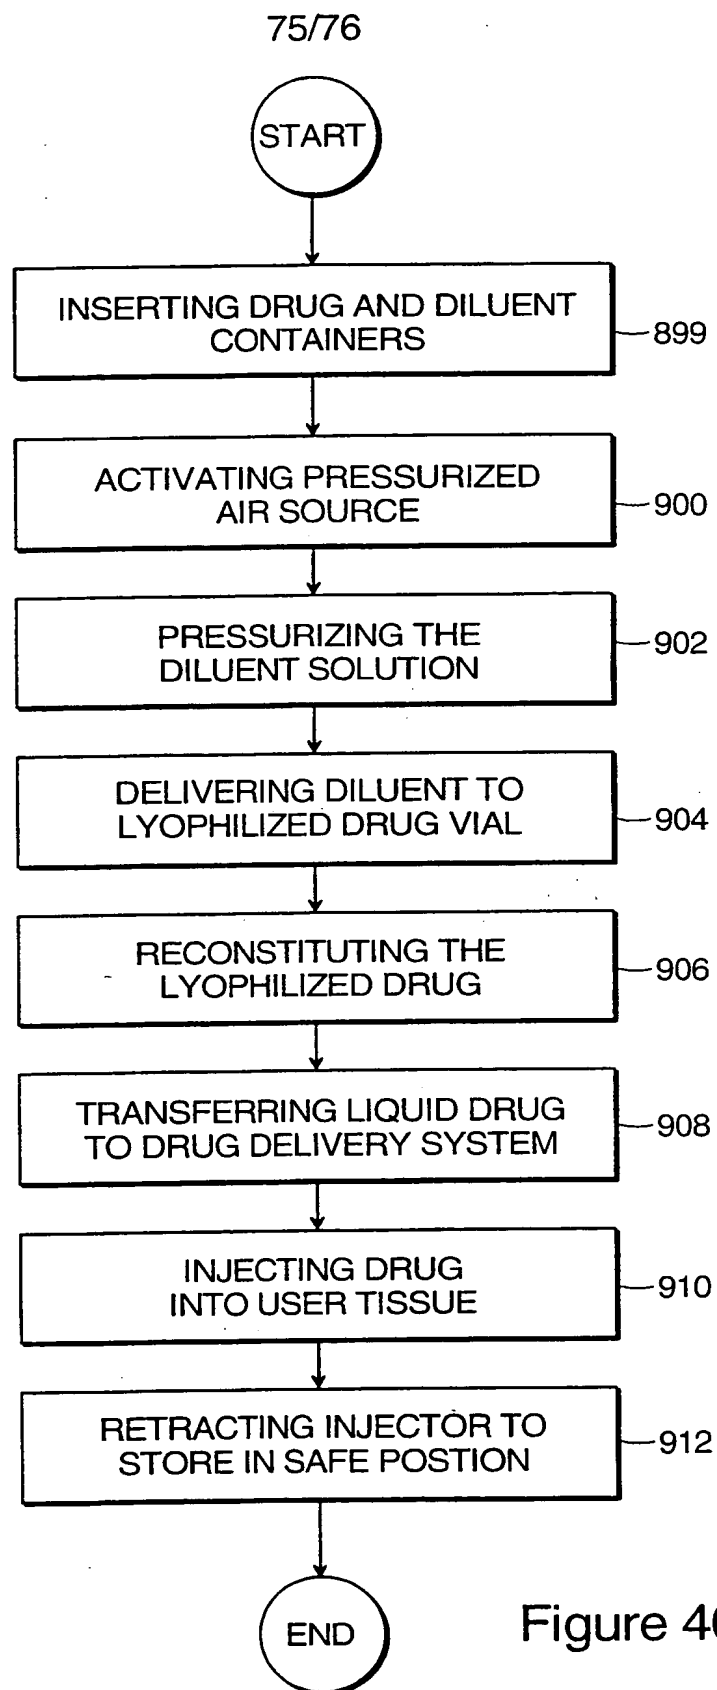 75/76
START
INSERTING DRUG AND DILUENT
CONTAINERS
899
ACTIVATING PRESSURIZED
AIR SOURCE
900
PRESSURIZING THE
DILUENT SOLUTION
902
DELIVERING DILUENT TO
LYOPHILIZED DRUG VIAL
904
RECONSTITUTING THE
LYOPHILIZED DRUG
906
TRANSFERRING LIQUID DRUG
TO DRUG DELIVERY SYSTEM
908
INJECTING DRUG
INTO USER TISSUE
910
RETRACTING INJECTOR TO
STORE IN SAFE POSTION
912
END
Figure